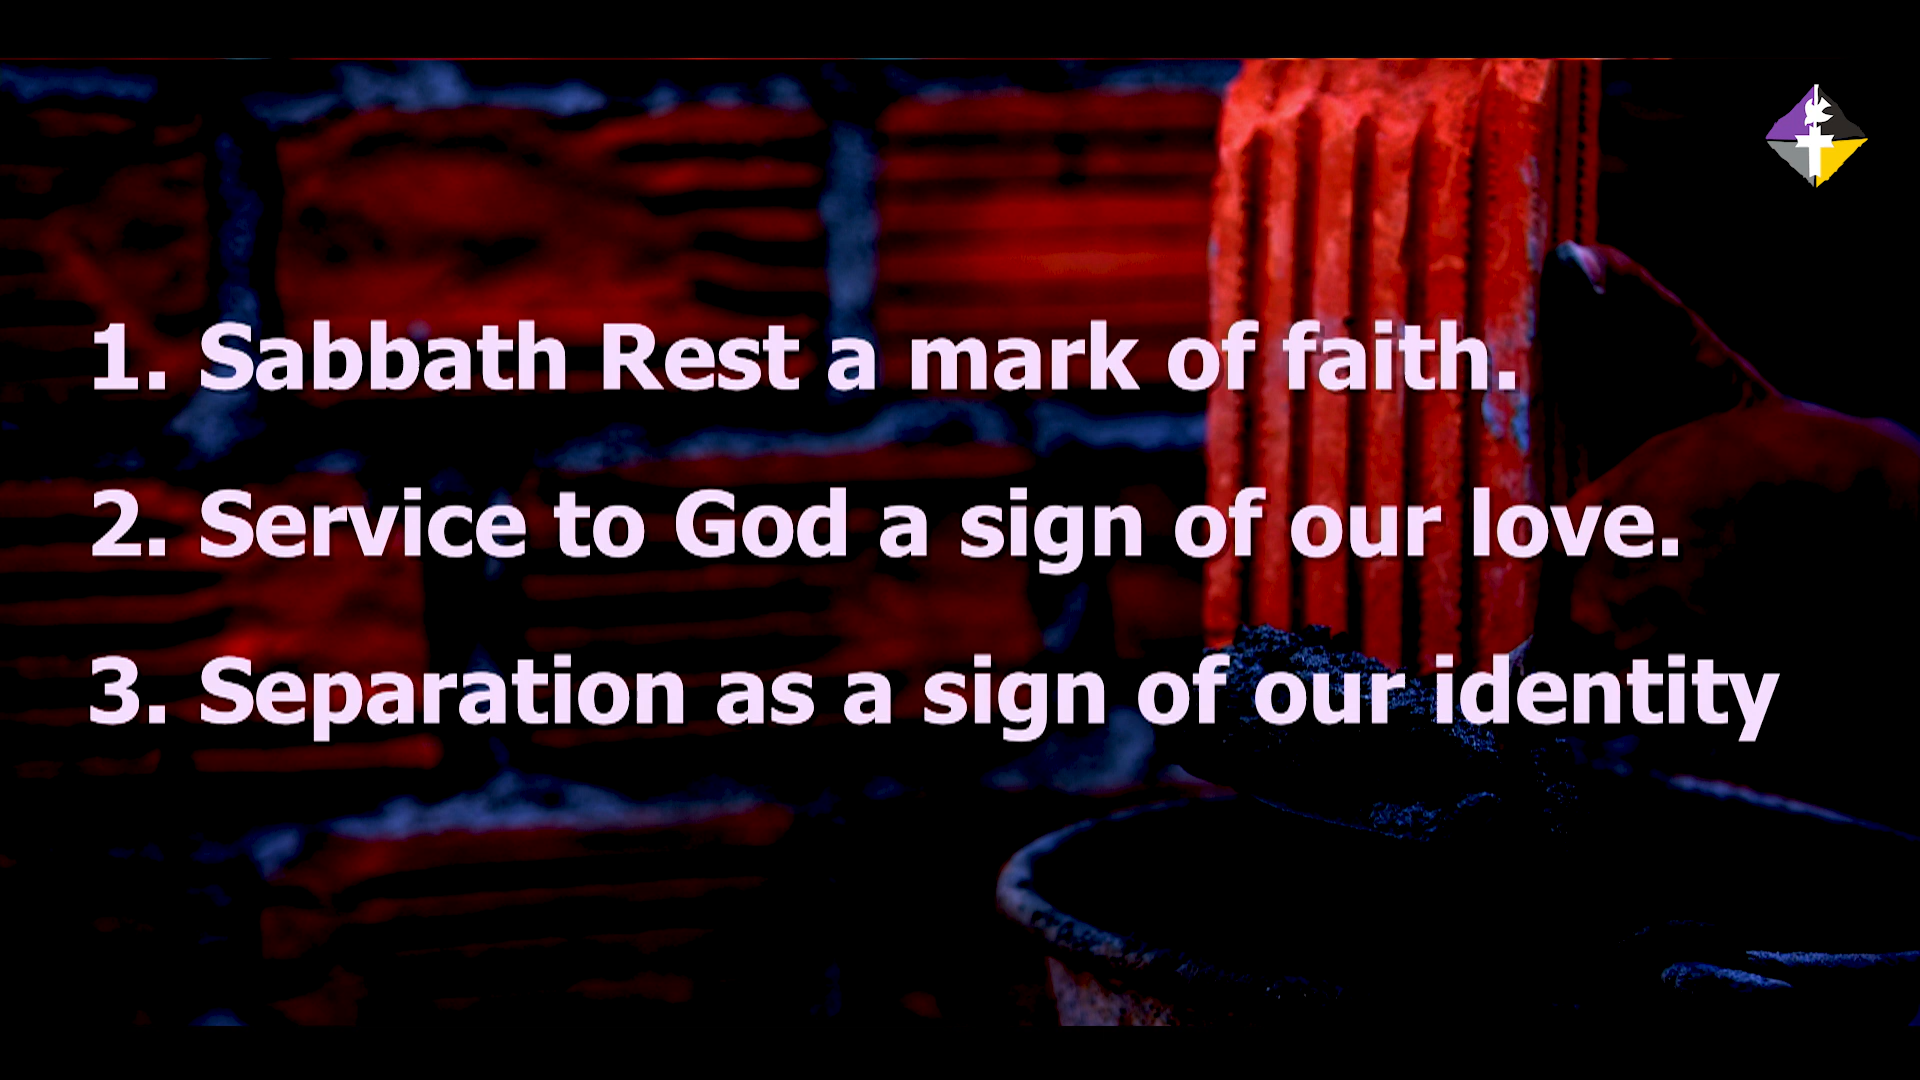 1. Sabbath Rest a mark of faith.
2. Service to God a sign of our love.
3. Separation as a sign of our identity